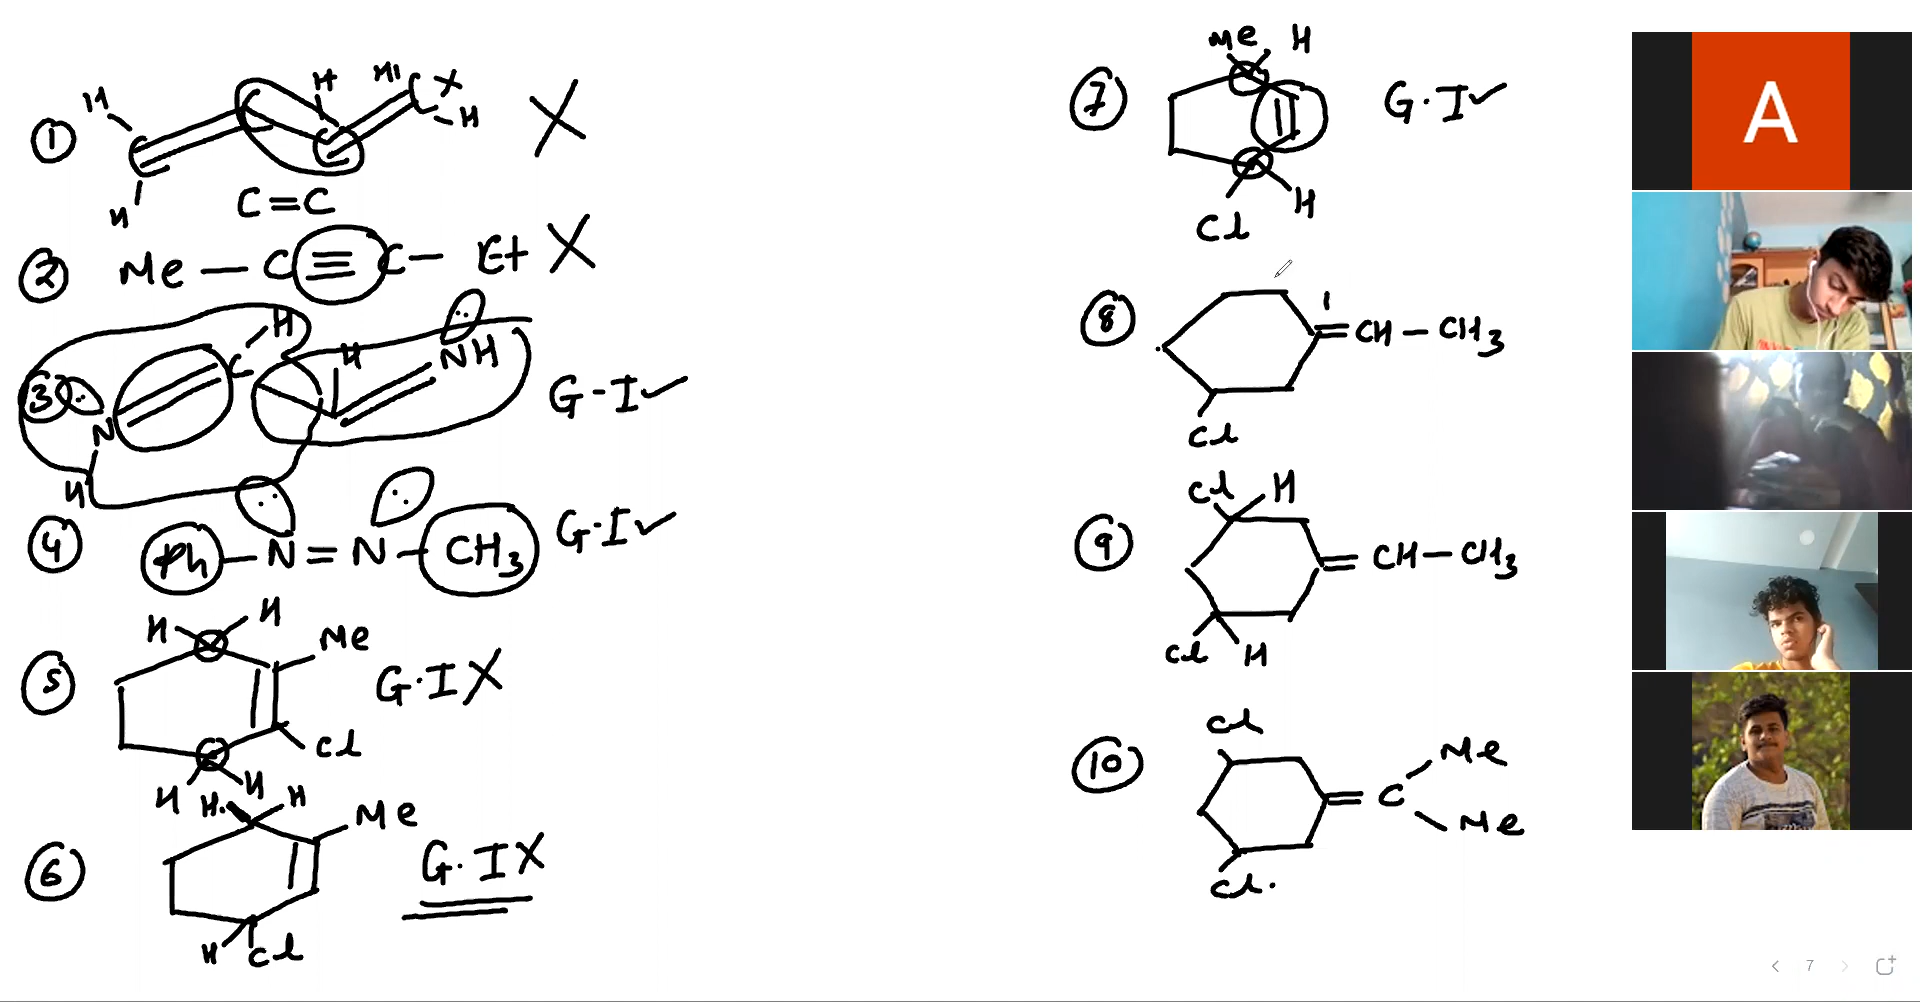 ①
H
H
C
C
H
C
H
C
H
X
C=C
②
Me — C ≡ C — Et X
③
N
H
C
H
H
NH
G-I✓
④
Ph — N = N — CH3
G·I✓
⑤
H
H
Me
Cl
H
H
G·I X
⑥
H
H
Me
H
Cl
G·I X
⑦
Me
H
Cl
H
G·I✓
⑧
= CH — CH3
Cl
⑨
Cl
H
= CH — CH3
Cl
H
⑩
Cl
Me
= C
Me
Cl.
A
7